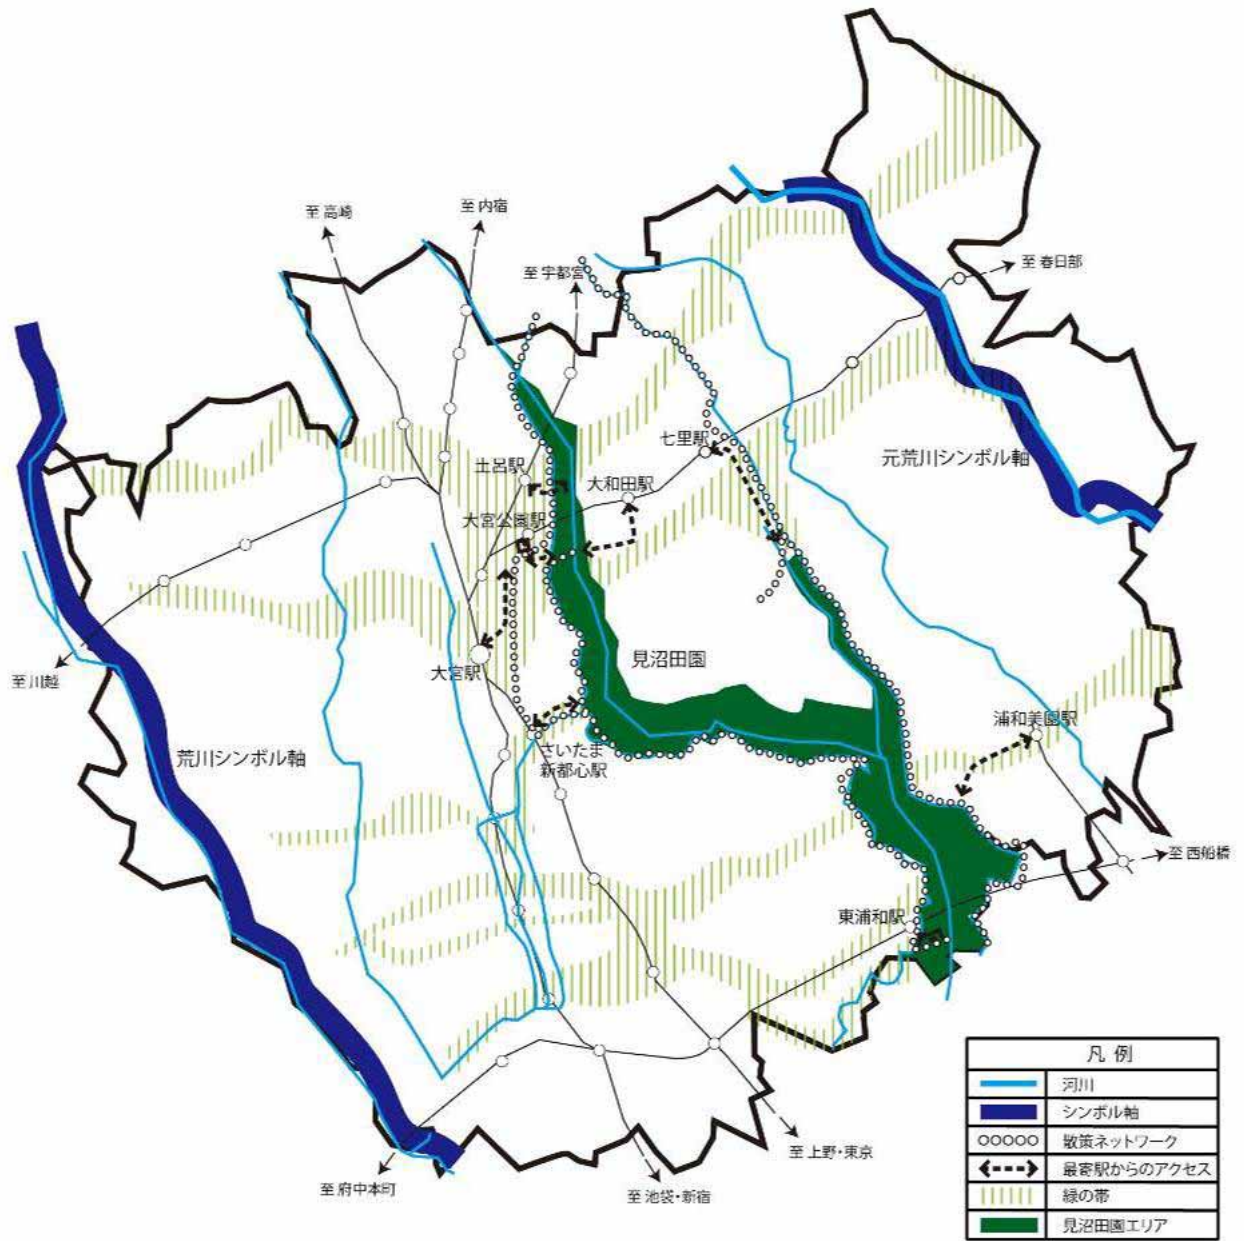 至 高崎
至 内宿
至 宇都宮
至 春日部
七里駅
元荒川シンボル軸
土呂駅
大和田駅
大宮公園駅
見沼田園
大宮駅
至 川越
浦和美園駅
荒川シンボル軸
さいたま
新都心駅
至 西船橋
東浦和駅
至 上野・東京
至 府中本町
至 池袋・新宿
凡 例
河川
シンボル軸
散策ネットワーク
最寄駅からのアクセス
緑の帯
見沼田園エリア